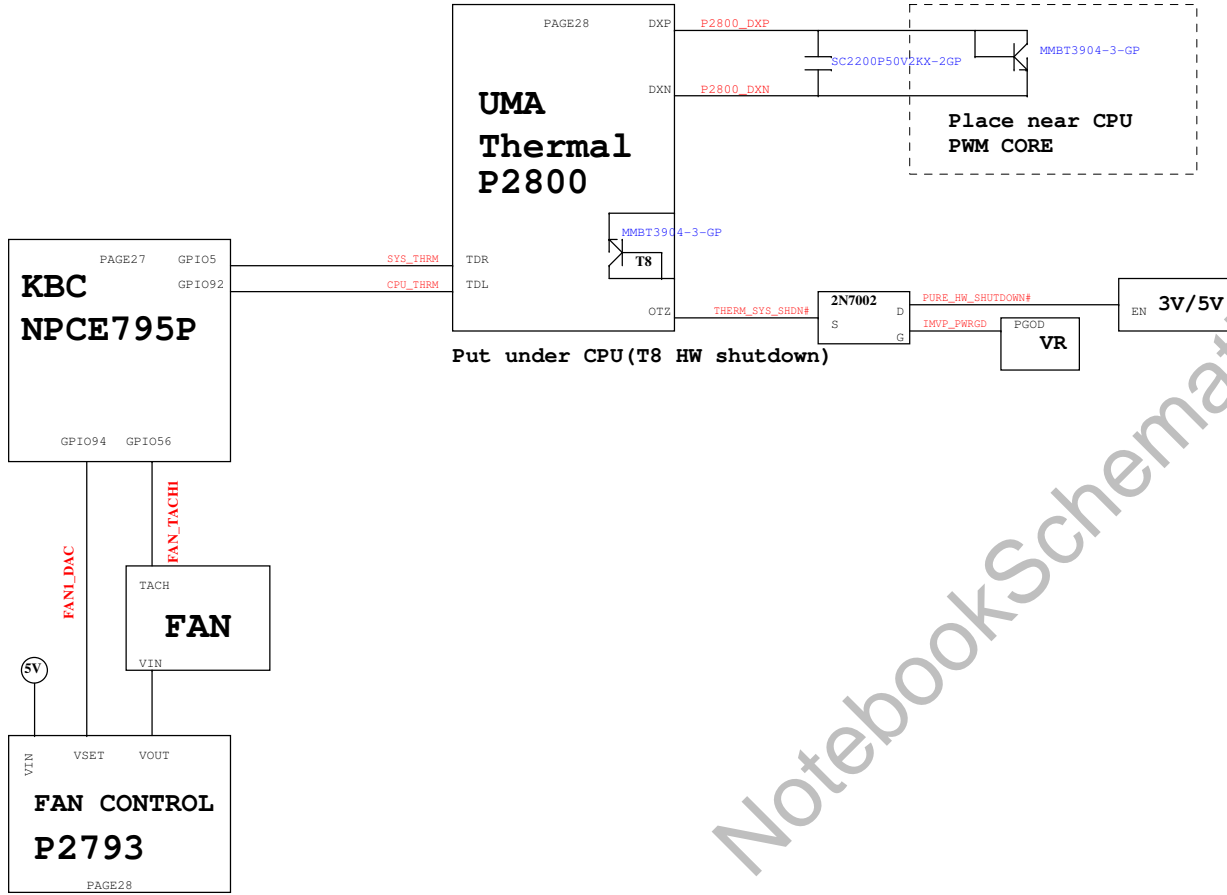 PAGE28
DXP
P2800_DXP
MMBT3904-3-GP
SC2200P50V2KX-2GP
DXN
P2800_DXN
UMA
Thermal
P2800
Place near CPU
PWM CORE
MMBT3904-3-GP
T8
PAGE27
GPIO5
SYS_THRM
TDR
KBC
NPCE795P
GPIO92
CPU_THRM
TDL
OTZ
THERM_SYS_SHDN#
2N7002
S
D
G
PURE_HW_SHUTDOWN#
IMVP_PWRGD
EN
3V/5V
PGOD
VR
Put under CPU(T8 HW shutdown)
GPIO94
GPIO56
FAN1_DAC
FAN_TACH1
TACH
FAN
VIN
5V
VIN
VSET
VOUT
FAN CONTROL
P2793
PAGE28